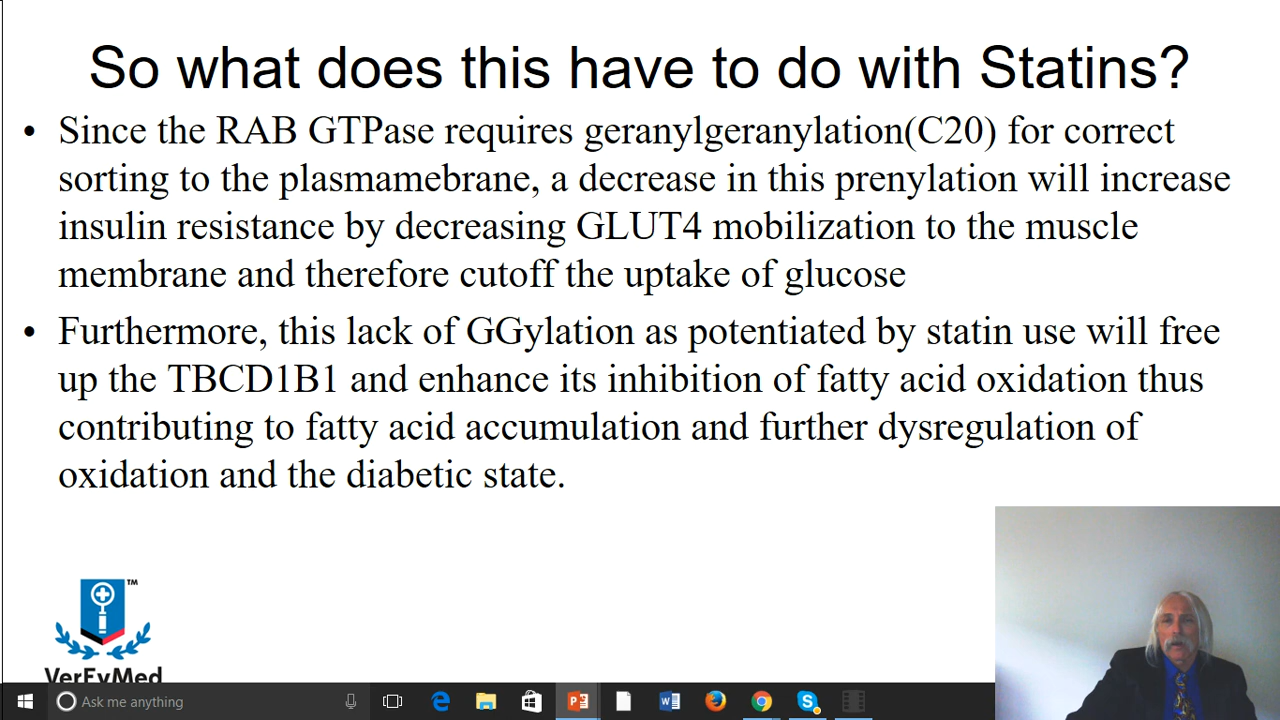 So what does this have to do with Statins?
• Since the RAB GTPase requires geranylgeranylation(C20) for correct
sorting to the plasmamebrane, a decrease in this prenylation will increase
insulin resistance by decreasing GLUT4 mobilization to the muscle
membrane and therefore cutoff the uptake of glucose
• Furthermore, this lack of GGylation as potentiated by statin use will free
up the TBCD1B1 and enhance its inhibition of fatty acid oxidation thus
contributing to fatty acid accumulation and further dysregulation of
oxidation and the diabetic state.
TM
VerEvMed
Ask me anything